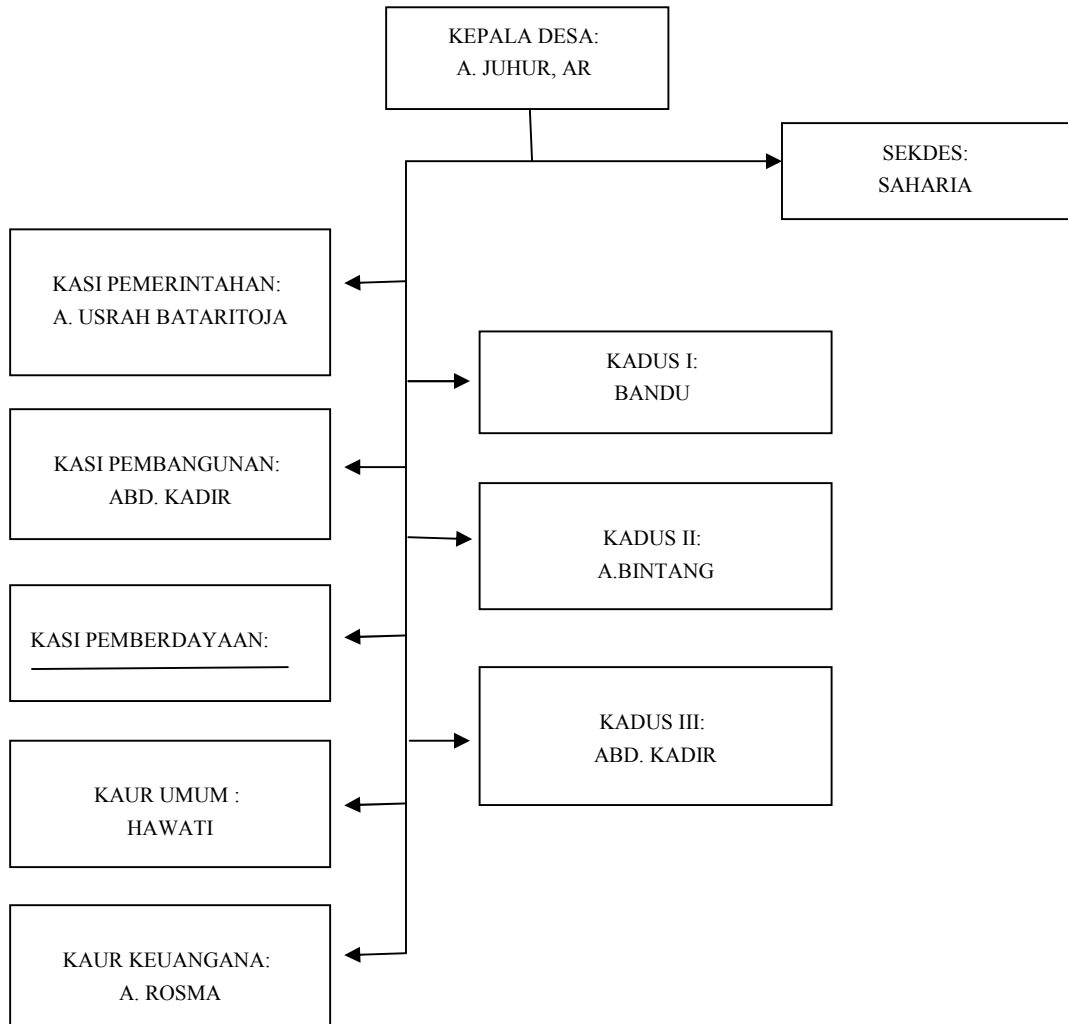 KEPALA DESA:
A. JUHUR, AR
SEKDES:
SAHARIA
KASI PEMERINTAHAN:
A. USRAH BATARITOJA
KADUS I:
BANDU
KASI PEMBANGUNAN:
ABD. KADIR
KADUS II:
A.BINTANG
KASI PEMBERDAYAAN:
KADUS III:
ABD. KADIR
KAUR UMUM :
HAWATI
KAUR KEUANGANA:
A. ROSMA